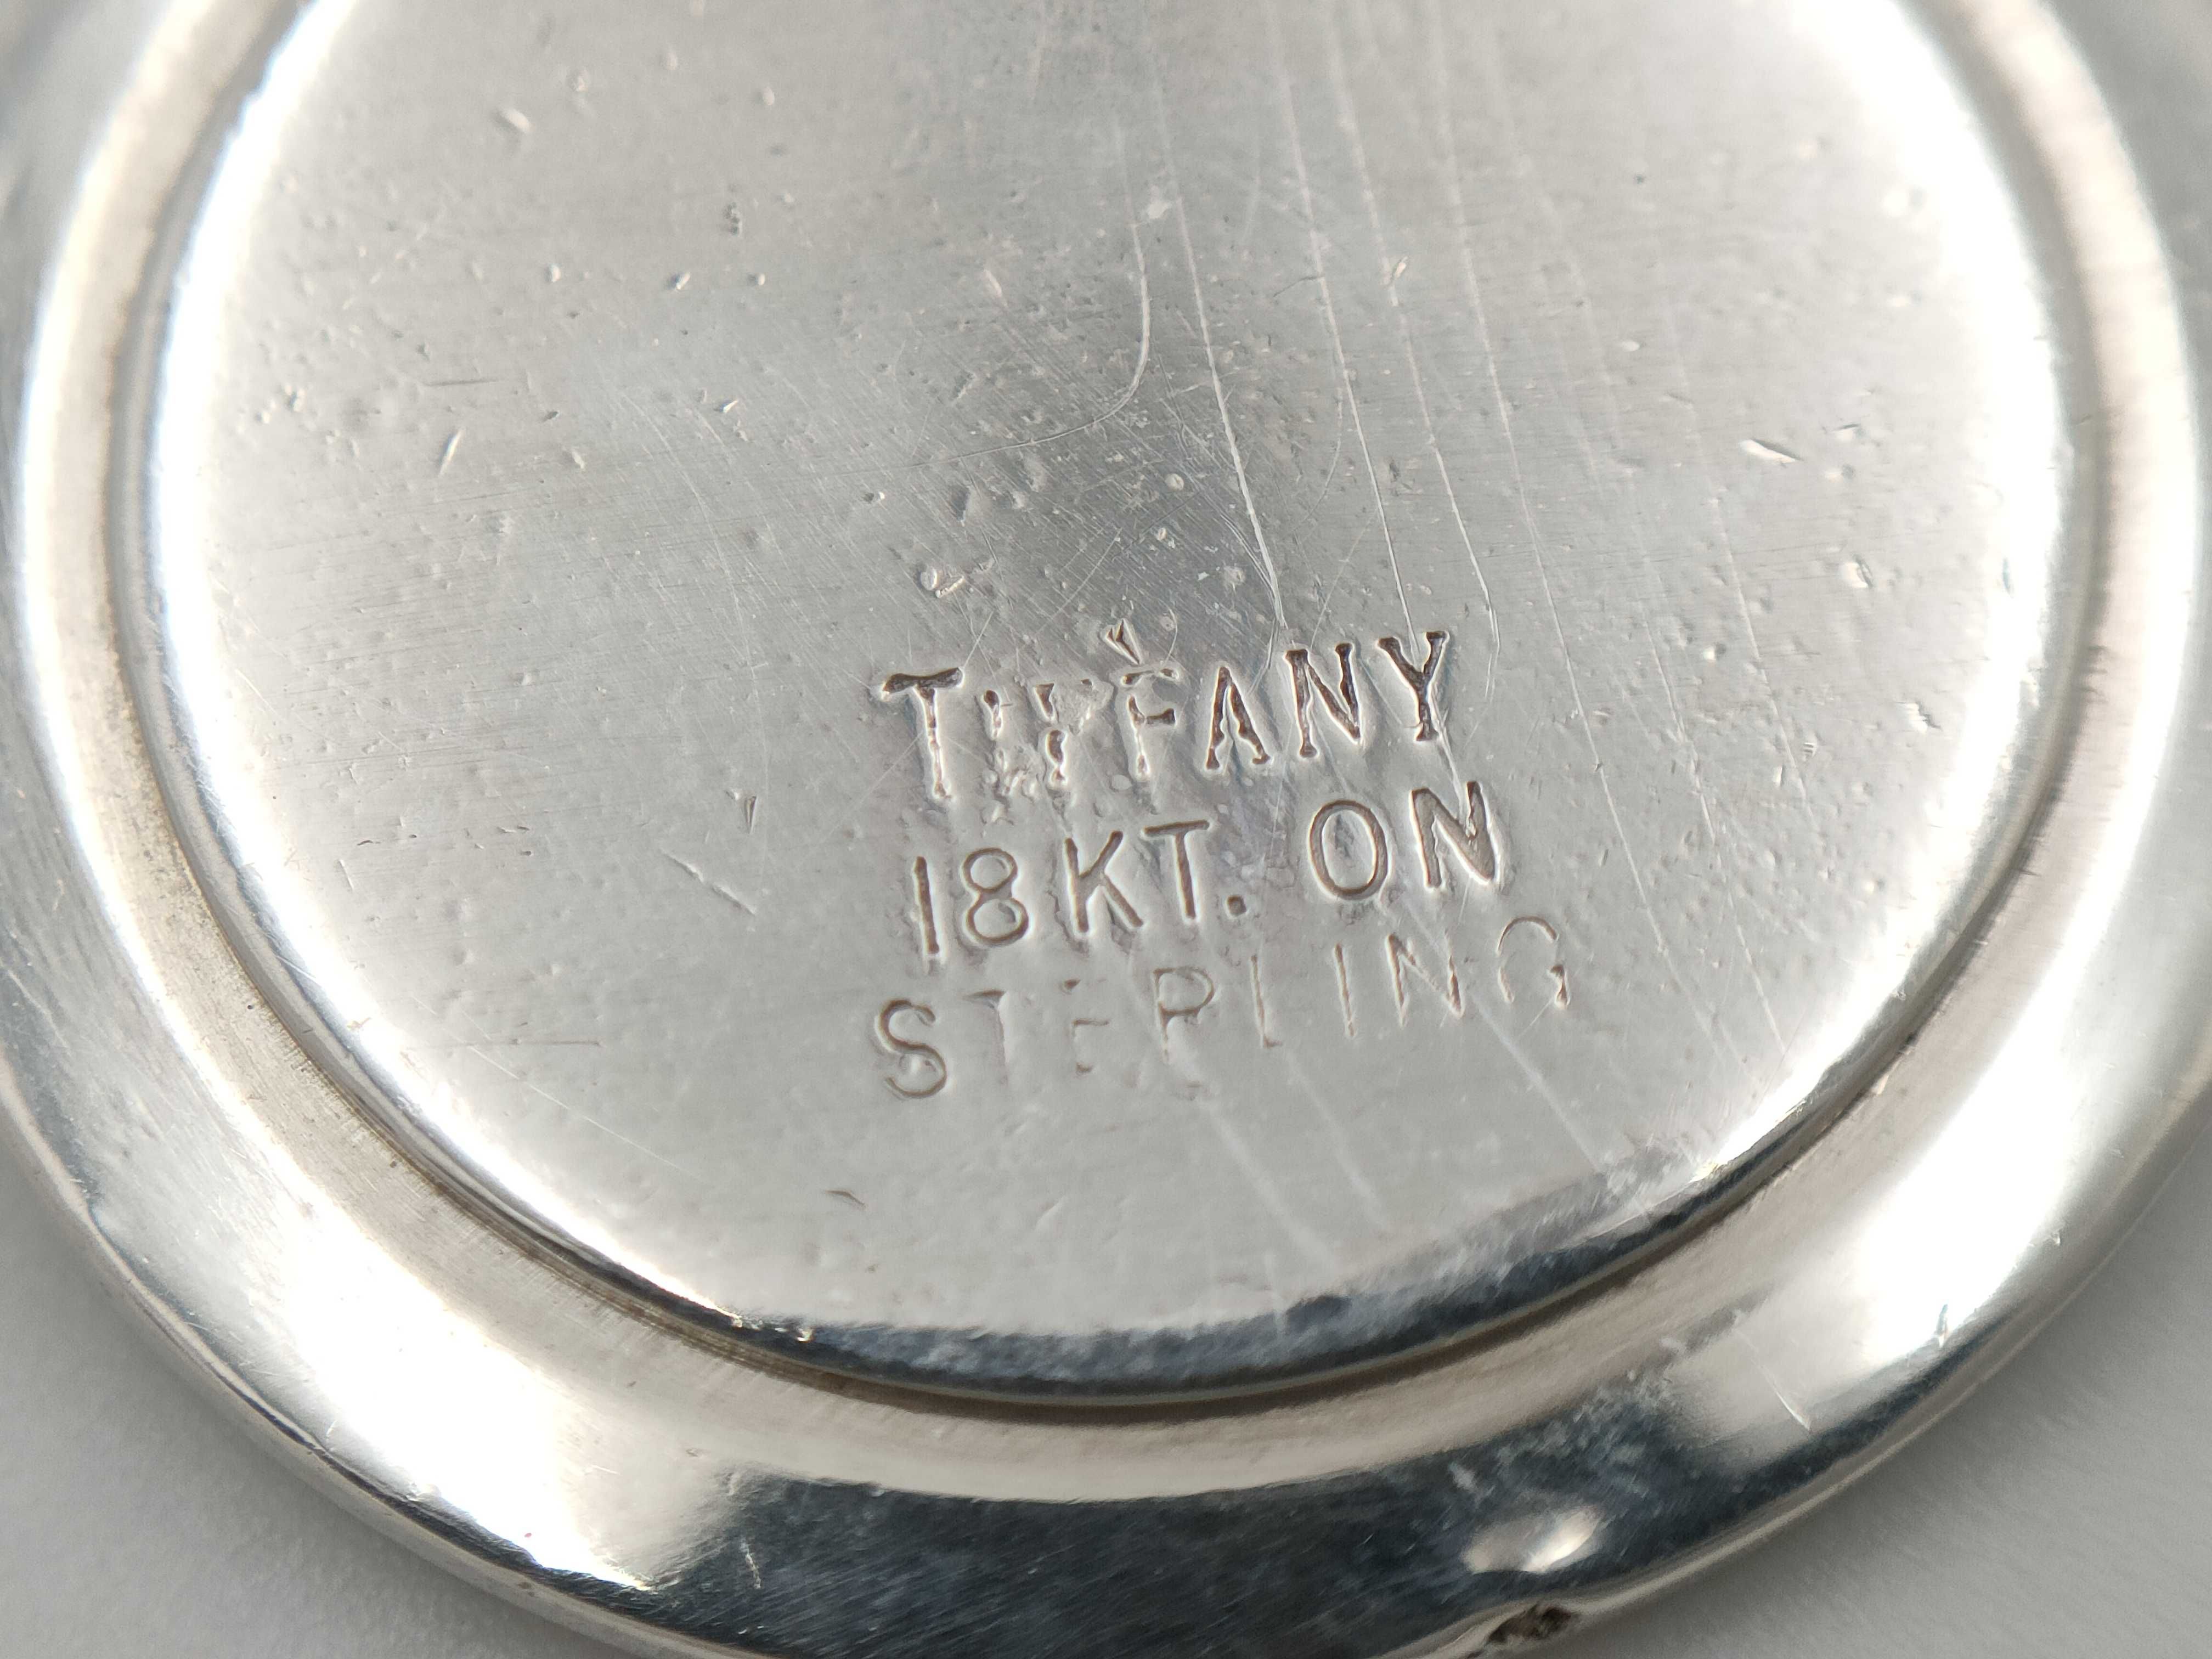 TIFFANY
18KT. ON
STERLING